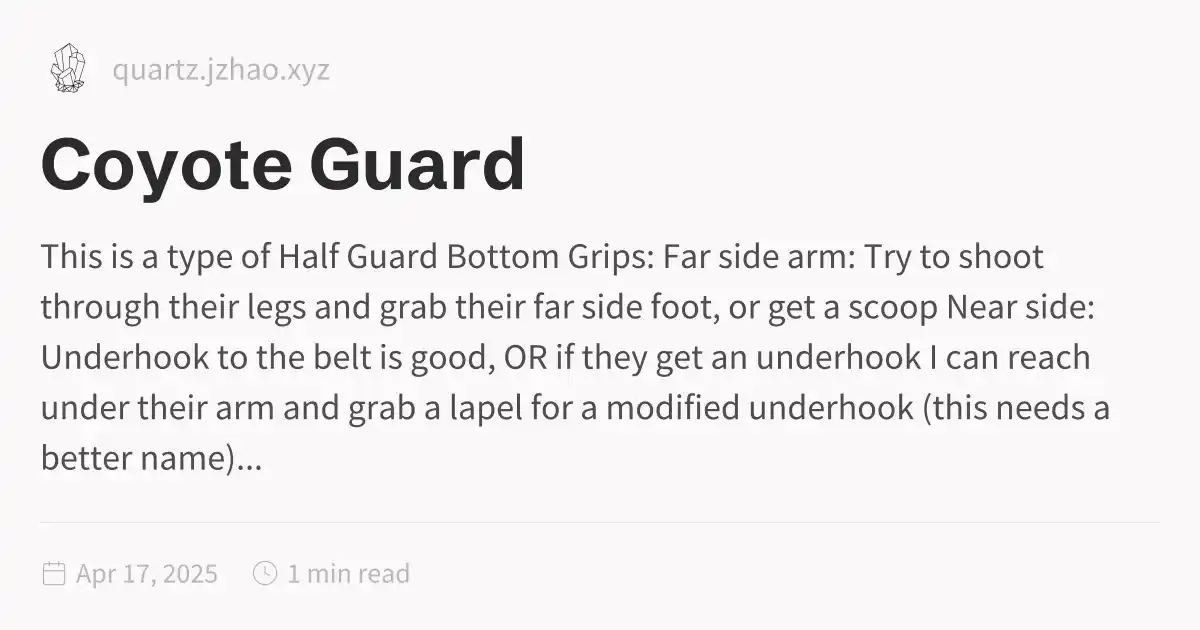 quartz.jzhao.xyz
Coyote Guard
This is a type of Half Guard Bottom Grips: Far side arm: Try to shoot
through their legs and grab their far side foot, or get a scoop Near side:
Underhook to the belt is good, OR if they get an underhook I can reach
under their arm and grab a lapel for a modified underhook (this needs a
better name)...
Apr 17, 2025 1 min read